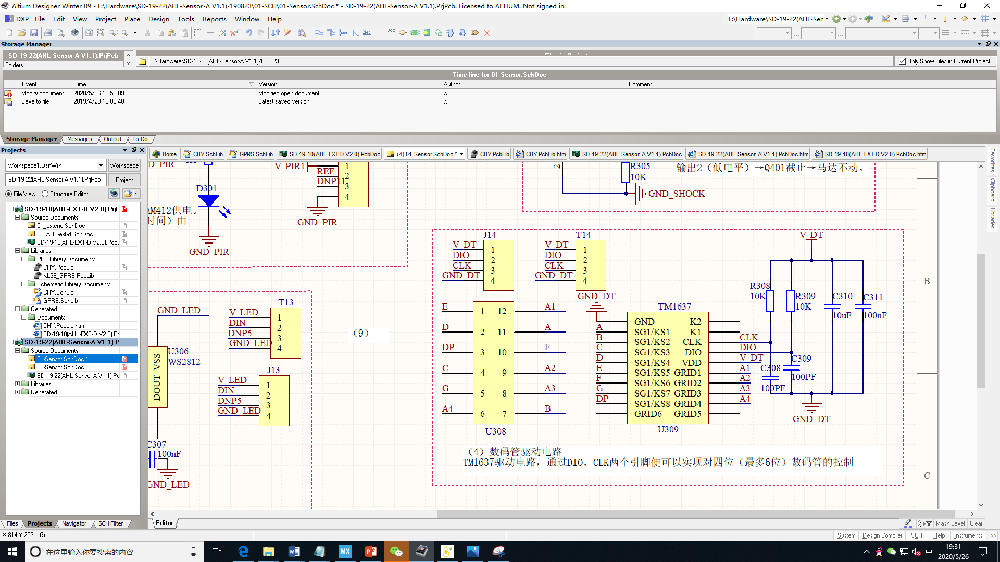 Altium Designer Winter 09 - F:\Hardware\SD-19-22(AHL-Sensor-A V1.1)-190823\01-SCH\01-Sensor.SchDoc * - SD-19-22(AHL-Sensor-A V1.1).PrjPcb. Licensed to ALTIUM. Not signed in.
DXP File Edit View Project Place Design Tools Reports Window Help
F:\Hardware\SD-19-22(AHL-Ser
Storage Manager
SD-19-22(AHL-Sensor-A V1.1).PrjPcb
Folders
Files in Project
F:\Hardware\SD-19-22(AHL-Sensor-A V1.1)-190823
Only Show Files in Current Project
Time line for 01-Sensor.SchDoc
Event Time Version Author Comment
Modify document 2020/5/26 18:50:09 Modified open document w
Save to file 2019/4/29 16:03:48 Latest saved version w
Storage Manager Messages Output To-Do
Projects
Home CHY.SchLib GPRS.SchLib SD-19-10(AHL-EXT-D V2.0).PcbDoc (4) 01-Sensor.SchDoc * CHY.PcbLib CHY.PcbLib.htm SD-19-22(AHL-Sensor-A V1.1).PcbDoc SD-19-22(AHL-Sensor-A V1.1).PcbDoc.htm SD-19-10(AHL-EXT-D V2.0).PcbDoc.htm
Workspace1.DsnWrk Workspace
SD-19-22(AHL-Sensor-A V1.1).PrjPcb Project
File View Structure Editor
SD-19-10(AHL-EXT-D V2.0).PrjP
Source Documents
01_extend.SchDoc
02_AHL-ext-d.SchDoc
SD-19-10(AHL-EXT-D V2.0).PcbD
Libraries
PCB Library Documents
CHY.PcbLib
KL36_GPRS.PcbLib
Schematic Library Documents
CHY.SchLib
GPRS.SchLib
Generated
Documents
CHY.PcbLib.htm
SD-19-10(AHL-EXT-D V2.0).Pc
SD-19-22(AHL-Sensor-A V1.1).P
Source Documents
01-Sensor.SchDoc *
02-Sensor.SchDoc *
SD-19-22(AHL-Sensor-A V1.1).Pc
Libraries
Generated
Files Projects Navigator SCH Filter
Favorites
Clipboard
Libraries
D_PIR
D301
AM412供电。
时间）由
GND_PIR
V_PIR1
REF
DNP11
1
2
3
4
GND_PIR
2
R305
10K
GND_SHOCK
输出2（低电平）→Q401截止→马达不动。
GND_LED
U306
WS2812
DOUT VSS
C307
100nF
GND_LED
T13
V_LED 1
DIN 2
DNP5 3
GND_LED 4
J13
V_LED 1
DIN 2
DNP5 3
GND_LED 4
（9）
J14
V_DT 1
DIO 2
CLK 3
GND_DT 4
T14
V_DT 1
DIO 2
CLK 3
GND_DT 4
E 1 12 A1
D 2 11 A
DP 3 10 F
C 4 9 A2
G 5 8 A3
A4 6 7 B
U308
GND_DT
TM1637
GND K2
A SG1/KS1 K1
B SG1/KS2 CLK CLK
C SG1/KS3 DIO DIO
D SG1/KS4 VDD V_DT
E SG1/KS5 GRID1 A1
F SG1/KS6 GRID2 A2
G SG1/KS7 GRID3 A3
DP SG1/KS8 GRID4 A4
GRID6 GRID5
U309
V_DT
R308
10K
R309
10K
C310
10uF
C311
100nF
C309
100PF
C308
100PF
GND_DT
（4）数码管驱动电路
TM1637驱动电路，通过DIO、CLK两个引脚便可以实现对四位（最多6位）数码管的控制
B
C
Editor
Mask Level Clear
X:814 Y:253 Grid:1
System Design Compiler SCH Help Instruments >>
在这里输入你要搜索的内容
MX
中
19:31
2020/5/26